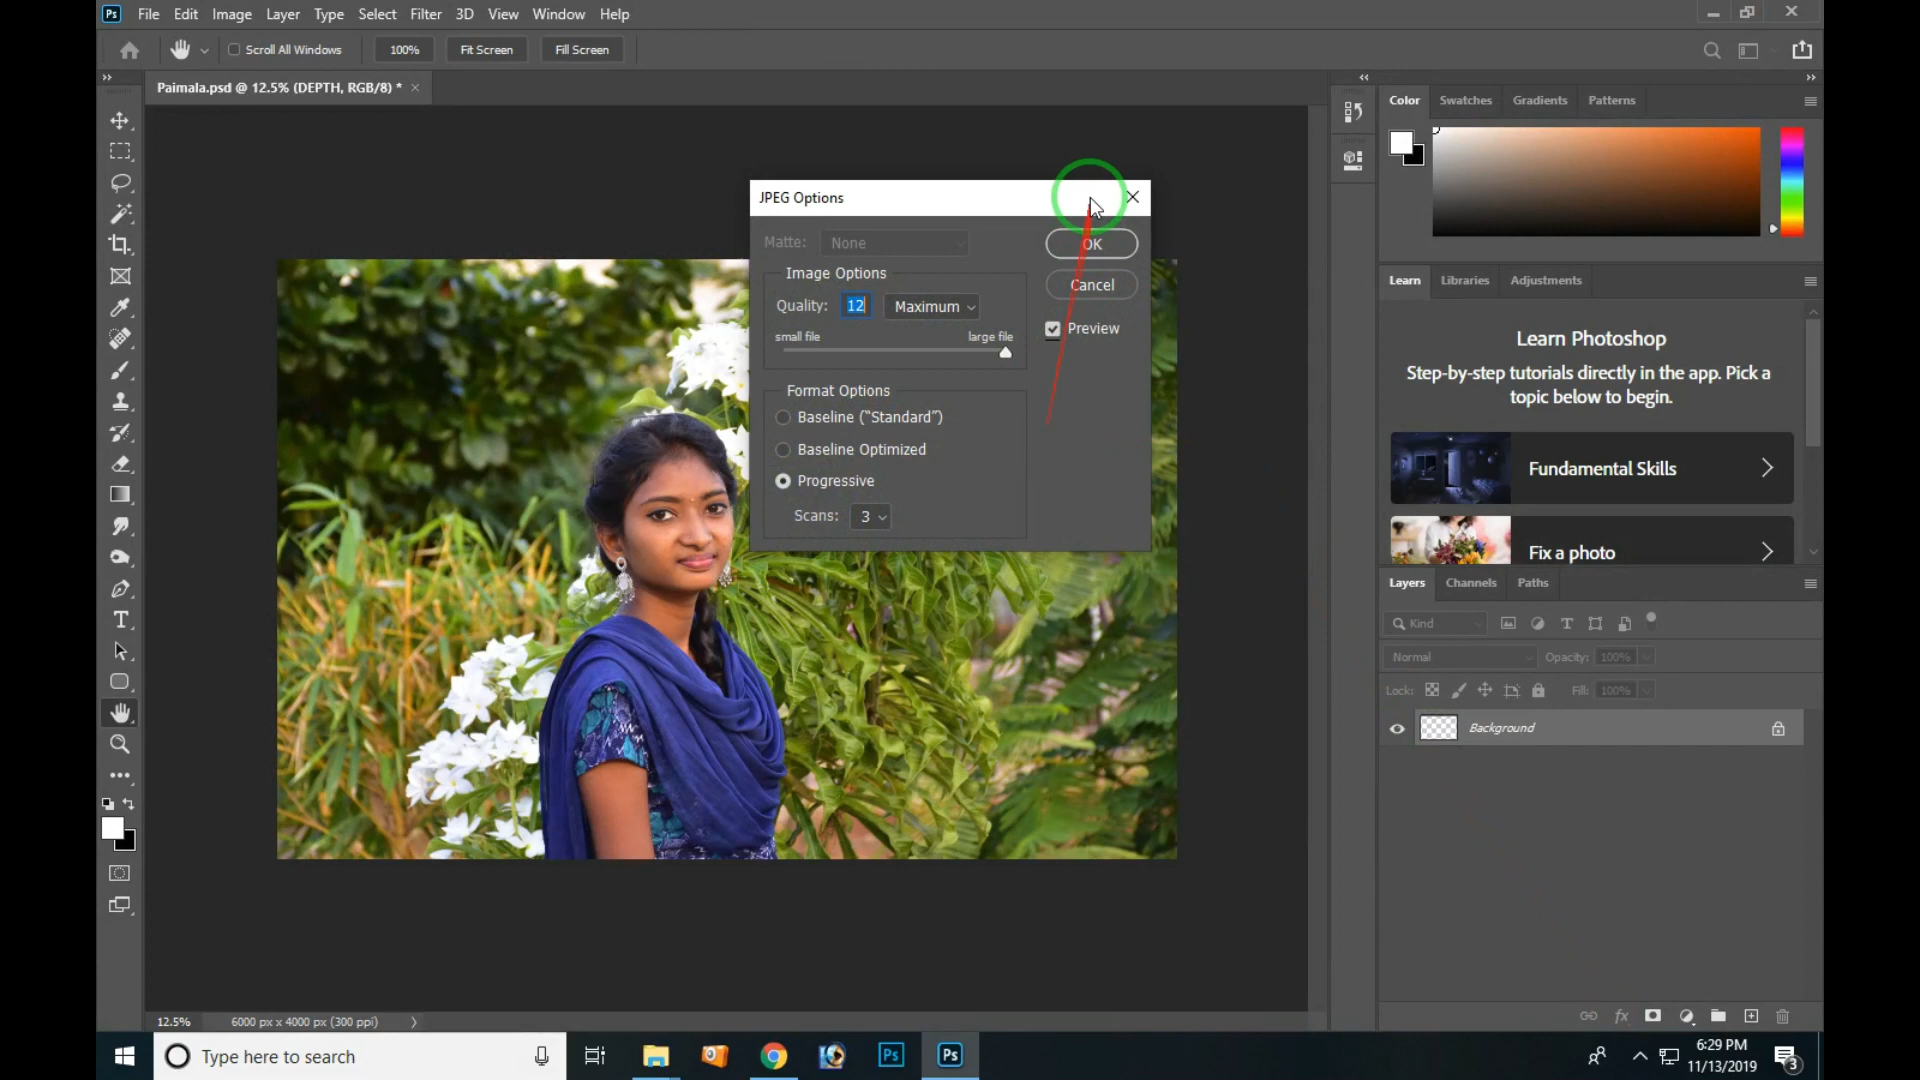 Ps File Edit Image Layer Type Select Filter 3D View Window Help
Scroll All Windows 100% Fit Screen Fill Screen
Paimala.psd @ 12.5% (DEPTH, RGB/8) * ×
Color Swatches Gradients Patterns
JPEG Options
Matte: None
OK
Image Options
Cancel
Quality: 12 Maximum
Preview
small file large file
Format Options
Baseline (“Standard”)
Baseline Optimized
Progressive
Scans: 3
Learn Libraries Adjustments
Learn Photoshop
Step-by-step tutorials directly in the app. Pick a
topic below to begin.
Fundamental Skills
Fix a photo
Layers Channels Paths
Kind
Normal Opacity: 100%
Lock: Fill: 100%
Background
12.5% 6000 px x 4000 px (300 ppi)
Type here to search
Ps
Ps
6:29 PM
11/13/2019
3